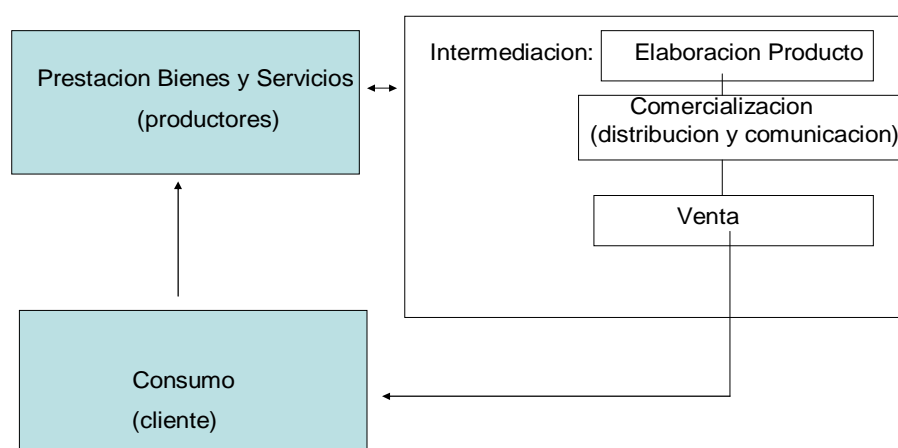 Prestacion Bienes y Servicios
(productores)
Intermediacion:
Elaboracion Producto
Comercializacion
(distribucion y comunicacion)
Venta
Consumo
(cliente)